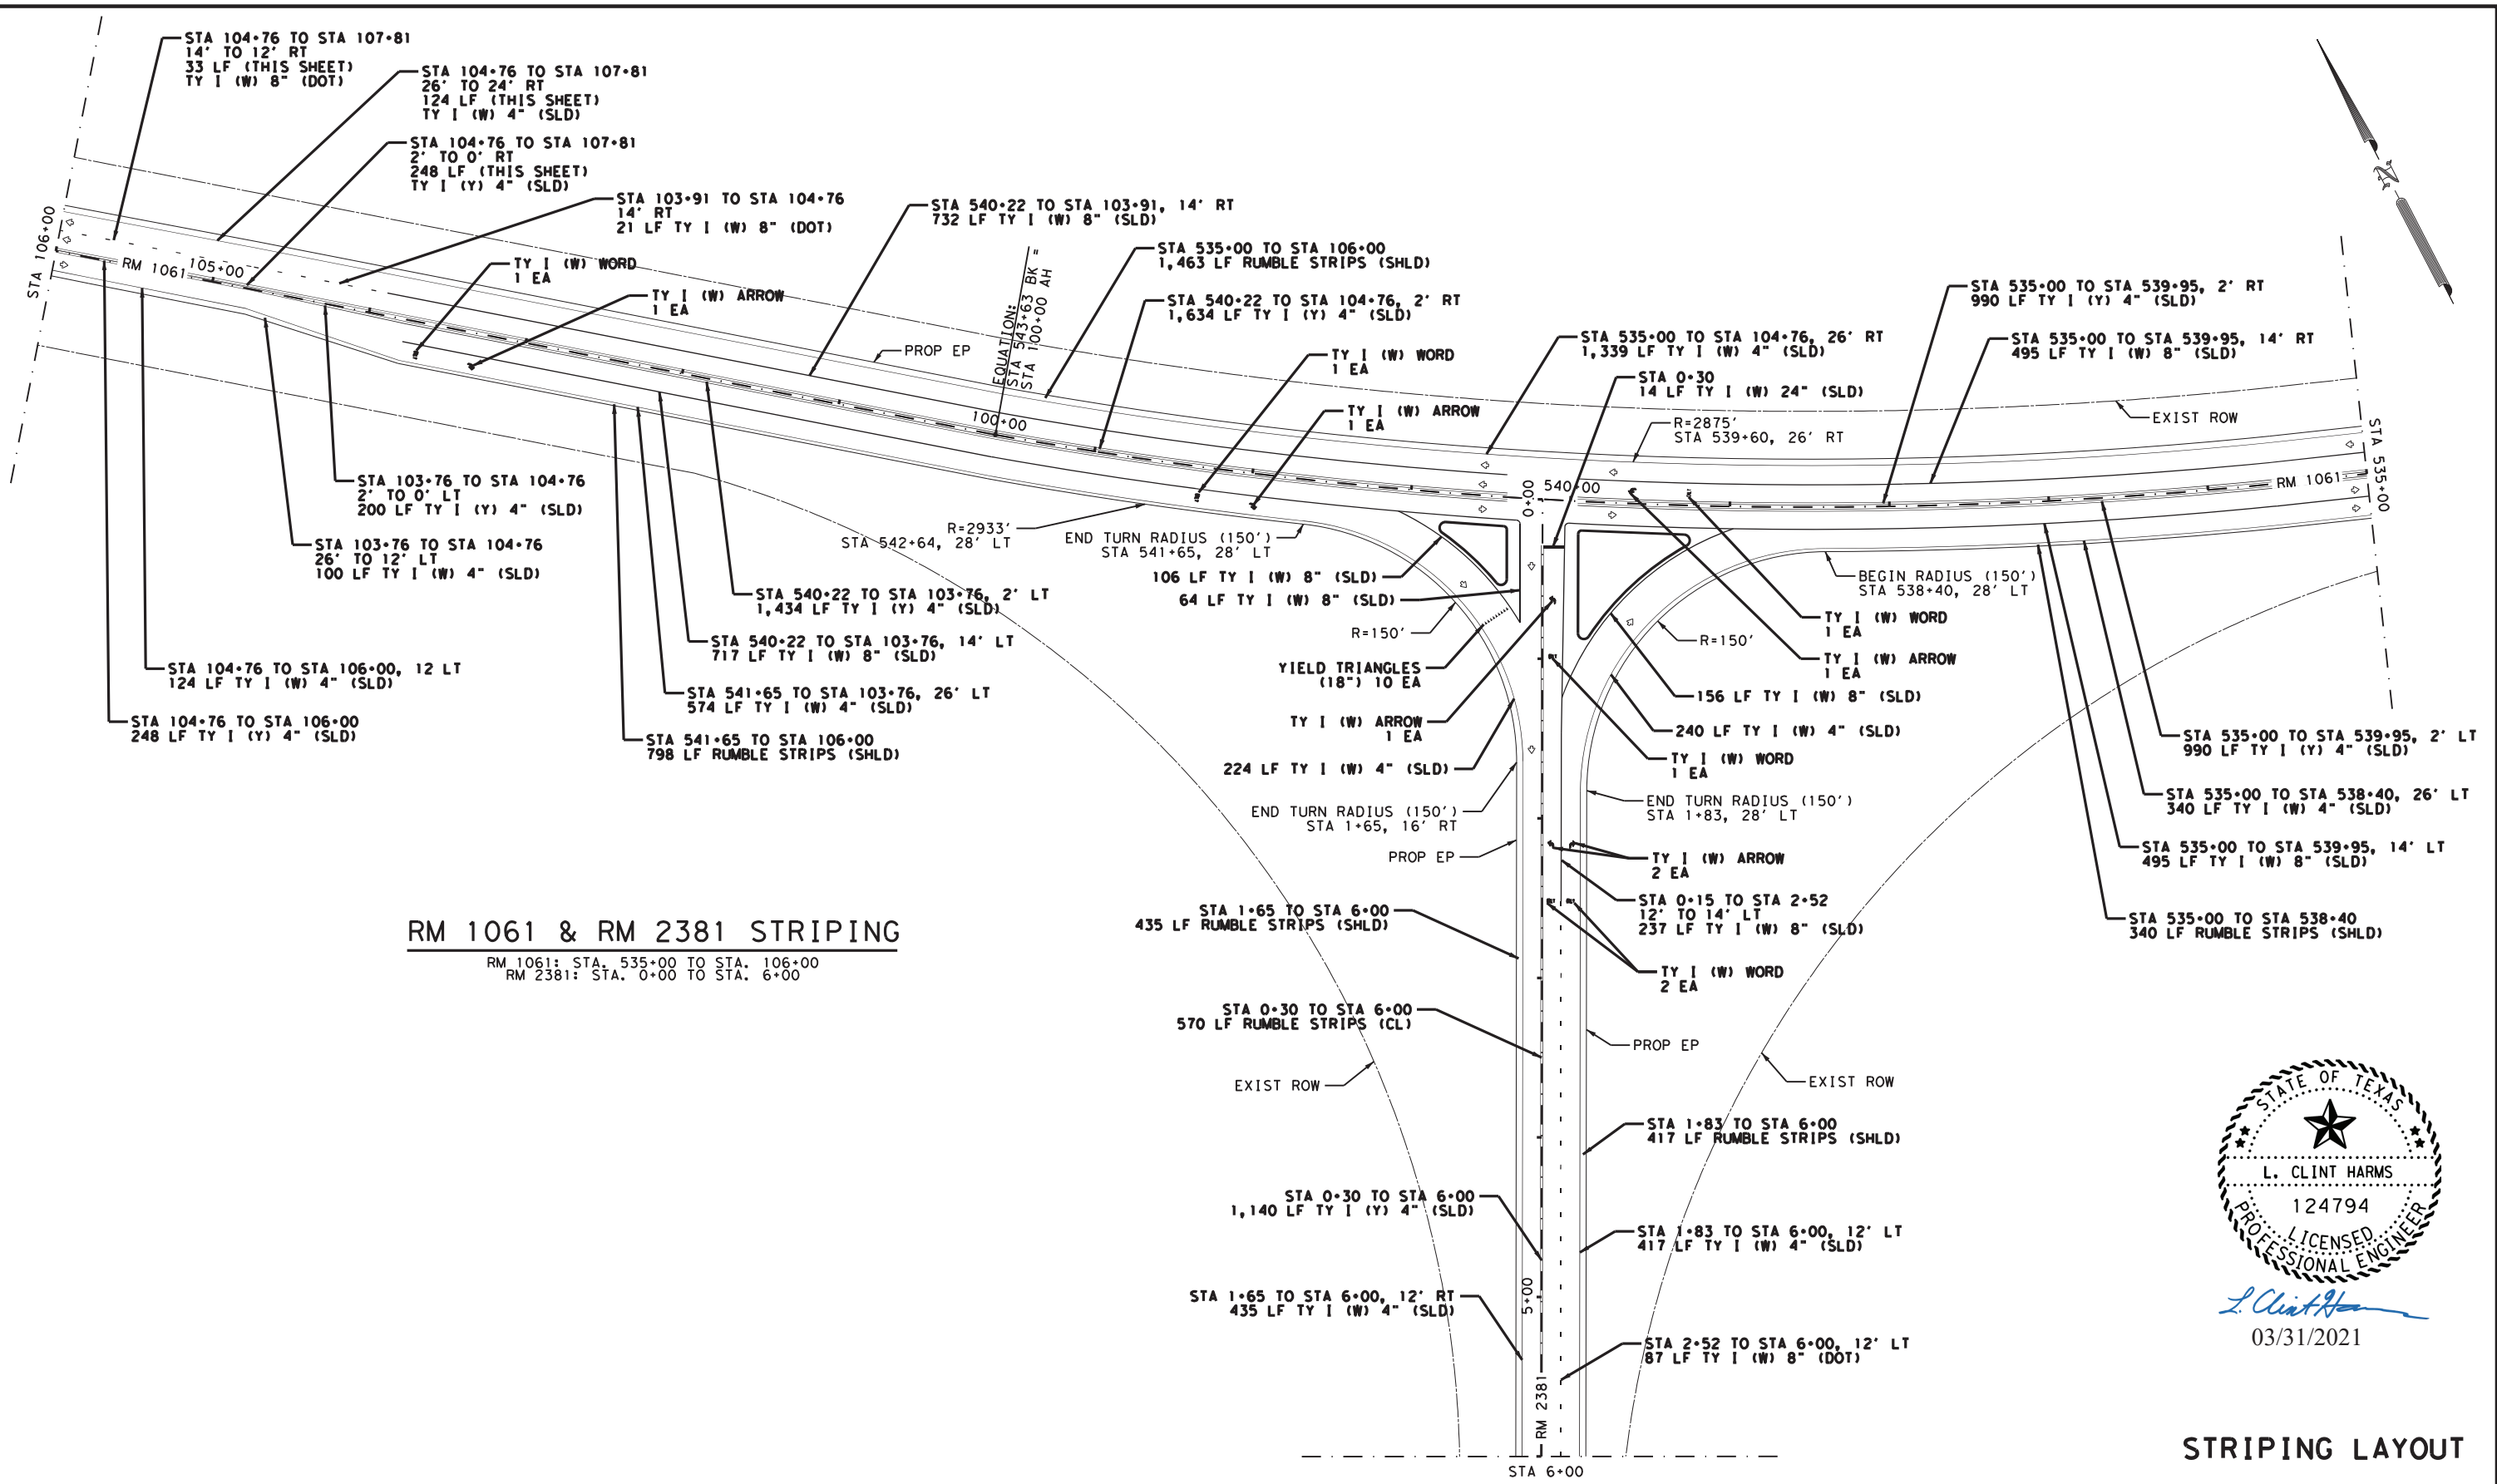 STA 104+76 TO STA 107+81
14' TO 12' RT
33 LF (THIS SHEET)
TY I (W) 8" (DOT)
STA 104+76 TO STA 107+81
26' TO 24' RT
124 LF (THIS SHEET)
TY I (W) 4" (SLD)
STA 104+76 TO STA 107+81
2' TO 0' RT
248 LF (THIS SHEET)
TY I (Y) 4" (SLD)
STA 103+91 TO STA 104+76
14' RT
21 LF TY I (W) 8" (DOT)
STA 540+22 TO STA 103+91, 14' RT
732 LF TY I (W) 8" (SLD)
STA 535+00 TO STA 106+00
1,463 LF RUMBLE STRIPS (SHLD)
STA 540+22 TO STA 104+76, 2' RT
1,634 LF TY I (Y) 4" (SLD)
STA 535+00 TO STA 104+76, 26' RT
1,339 LF TY I (W) 4" (SLD)
STA 535+00 TO STA 539+95, 2' RT
990 LF TY I (Y) 4" (SLD)
STA 535+00 TO STA 539+95, 14' RT
495 LF TY I (W) 8" (SLD)
N
STA 106+00
RM 1061
105+00
TY I (W) WORD
1 EA
TY I (W) ARROW
1 EA
PROP EP
EQUATION:
STA 543+63 BK =
STA 100+00 AH
100+00
TY I (W) WORD
1 EA
TY I (W) ARROW
1 EA
STA 0+30
14 LF TY I (W) 24" (SLD)
R=2875'
STA 539+60, 26' RT
EXIST ROW
0+00
540+00
RM 1061
STA 535+00
STA 103+76 TO STA 104+76
2' TO 0' LT
200 LF TY I (Y) 4" (SLD)
STA 103+76 TO STA 104+76
26' TO 12' LT
100 LF TY I (W) 4" (SLD)
STA 104+76 TO STA 106+00, 12 LT
124 LF TY I (W) 4" (SLD)
STA 104+76 TO STA 106+00
248 LF TY I (Y) 4" (SLD)
R=2933'
STA 542+64, 28' LT
END TURN RADIUS (150')
STA 541+65, 28' LT
STA 540+22 TO STA 103+76, 2' LT
1,434 LF TY I (Y) 4" (SLD)
STA 540+22 TO STA 103+76, 14' LT
717 LF TY I (W) 8" (SLD)
STA 541+65 TO STA 103+76, 26' LT
574 LF TY I (W) 4" (SLD)
STA 541+65 TO STA 106+00
798 LF RUMBLE STRIPS (SHLD)
106 LF TY I (W) 8" (SLD)
64 LF TY I (W) 8" (SLD)
R=150'
YIELD TRIANGLES
(18") 10 EA
TY I (W) ARROW
1 EA
224 LF TY I (W) 4" (SLD)
END TURN RADIUS (150')
STA 1+65, 16' RT
PROP EP
BEGIN RADIUS (150')
STA 538+40, 28' LT
TY I (W) WORD
1 EA
R=150'
TY I (W) ARROW
1 EA
156 LF TY I (W) 8" (SLD)
240 LF TY I (W) 4" (SLD)
TY I (W) WORD
1 EA
END TURN RADIUS (150')
STA 1+83, 28' LT
TY I (W) ARROW
2 EA
STA 0+15 TO STA 2+52
12' TO 14' LT
237 LF TY I (W) 8" (SLD)
TY I (W) WORD
2 EA
STA 535+00 TO STA 539+95, 2' LT
990 LF TY I (Y) 4" (SLD)
STA 535+00 TO STA 538+40, 26' LT
340 LF TY I (W) 4" (SLD)
STA 535+00 TO STA 539+95, 14' LT
495 LF TY I (W) 8" (SLD)
STA 535+00 TO STA 538+40
340 LF RUMBLE STRIPS (SHLD)
RM 1061 & RM 2381 STRIPING
RM 1061: STA. 535+00 TO STA. 106+00
RM 2381: STA. 0+00 TO STA. 6+00
STA 1+65 TO STA 6+00
435 LF RUMBLE STRIPS (SHLD)
STA 0+30 TO STA 6+00
570 LF RUMBLE STRIPS (CL)
EXIST ROW
STA 0+30 TO STA 6+00
1,140 LF TY I (Y) 4" (SLD)
STA 1+65 TO STA 6+00, 12' RT
435 LF TY I (W) 4" (SLD)
5+00
RM 2381
STA 6+00
PROP EP
EXIST ROW
STA 1+83 TO STA 6+00
417 LF RUMBLE STRIPS (SHLD)
STA 1+83 TO STA 6+00, 12' LT
417 LF TY I (W) 4" (SLD)
STA 2+52 TO STA 6+00, 12' LT
87 LF TY I (W) 8" (DOT)
STATE OF TEXAS
L. CLINT HARMS
124794
LICENSED
PROFESSIONAL ENGINEER
L. Clint Harms
03/31/2021
STRIPING LAYOUT